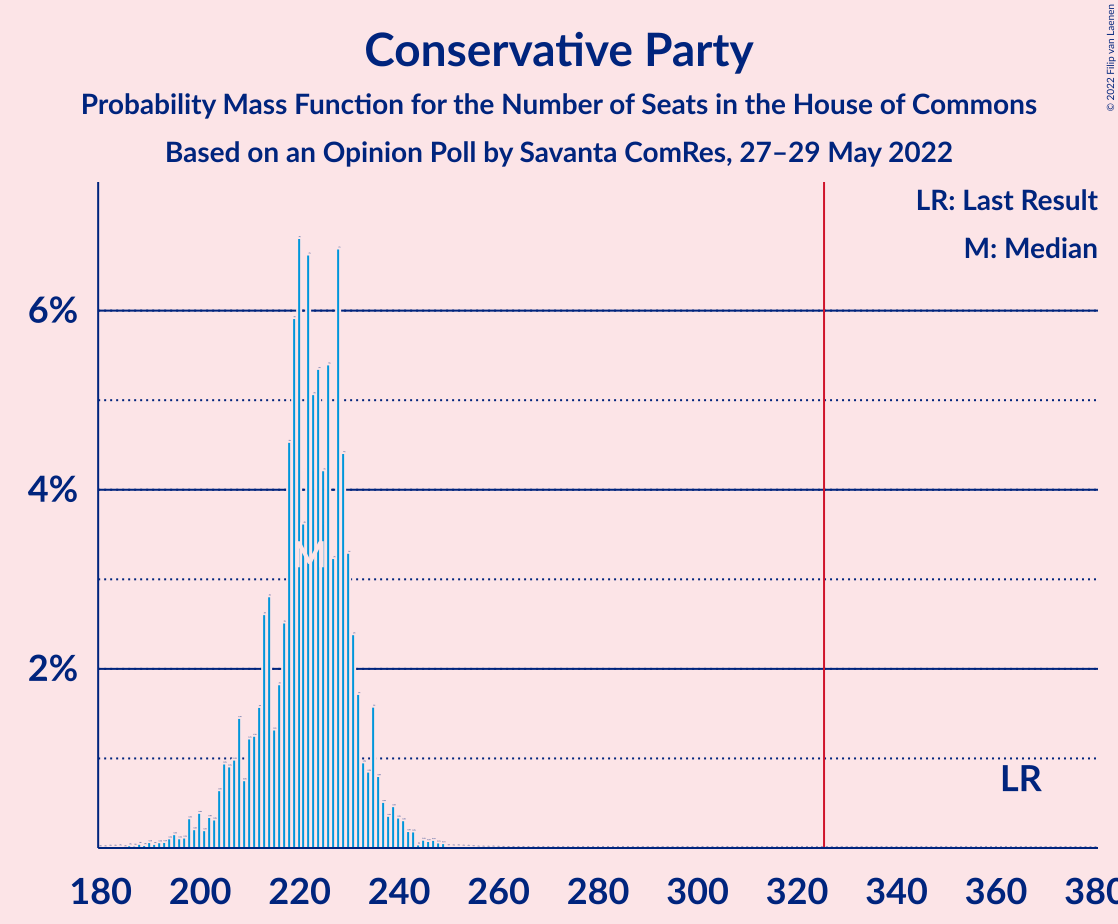 Conservative Party
Probability Mass Function for the Number of Seats in the House of Commons
Based on an Opinion Poll by Savanta ComRes, 27–29 May 2022
© 2022 Filip van Laenen
LR: Last Result
M: Median
6%
4%
2%
M
LR
180 200 220 240 260 280 300 320 340 360 380